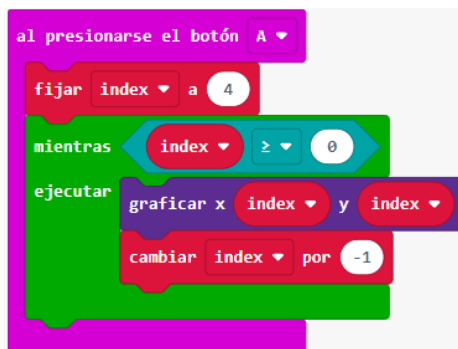 al presionarse el botón A
fijar index a 4
mientras index ≥ 0
ejecutar
graficar x index y index
cambiar index por -1